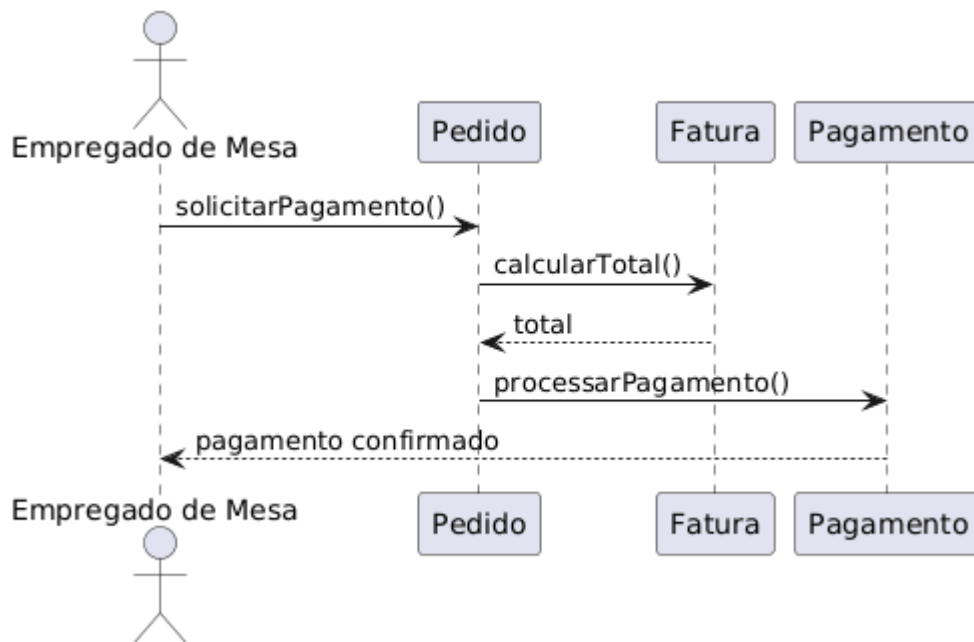 Empregado de Mesa
Pedido
Fatura
Pagamento
solicitarPagamento()
calcularTotal()
total
processarPagamento()
pagamento confirmado
Empregado de Mesa
Pedido
Fatura
Pagamento